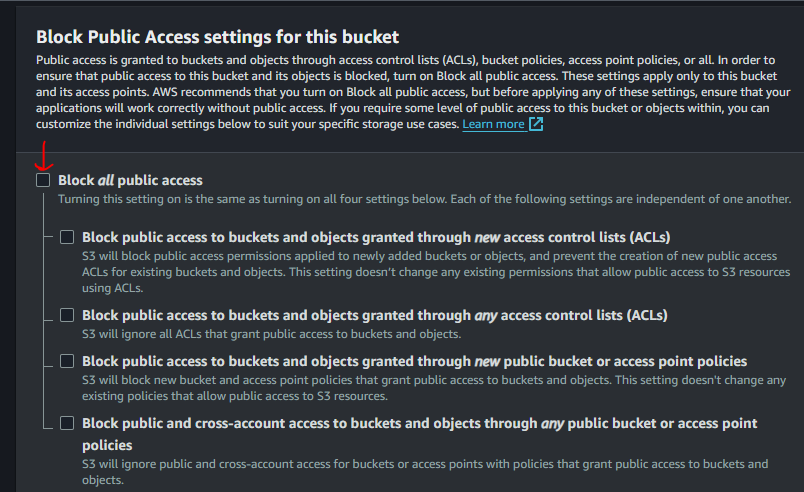 Block Public Access settings for this bucket
Public access is granted to buckets and objects through access control lists (ACLs), bucket policies, access point policies, or all. In order to
ensure that public access to this bucket and its objects is blocked, turn on Block all public access. These settings apply only to this bucket
and its access points. AWS recommends that you turn on Block all public access, but before applying any of these settings, ensure that your
applications will work correctly without public access. If you require some level of public access to this bucket or objects within, you can
customize the individual settings below to suit your specific storage use cases. Learn more
Block all public access
Turning this setting on is the same as turning on all four settings below. Each of the following settings are independent of one another.
Block public access to buckets and objects granted through new access control lists (ACLs)
S3 will block public access permissions applied to newly added buckets or objects, and prevent the creation of new public access
ACLs for existing buckets and objects. This setting doesn't change any existing permissions that allow public access to S3 resources
using ACLs.
Block public access to buckets and objects granted through any access control lists (ACLs)
S3 will ignore all ACLs that grant public access to buckets and objects.
Block public access to buckets and objects granted through new public bucket or access point policies
S3 will block new bucket and access point policies that grant public access to buckets and objects. This setting doesn't change any
existing policies that allow public access to S3 resources.
Block public and cross-account access to buckets and objects through any public bucket or access point
policies
S3 will ignore public and cross-account access for buckets or access points with policies that grant public access to buckets and
objects.